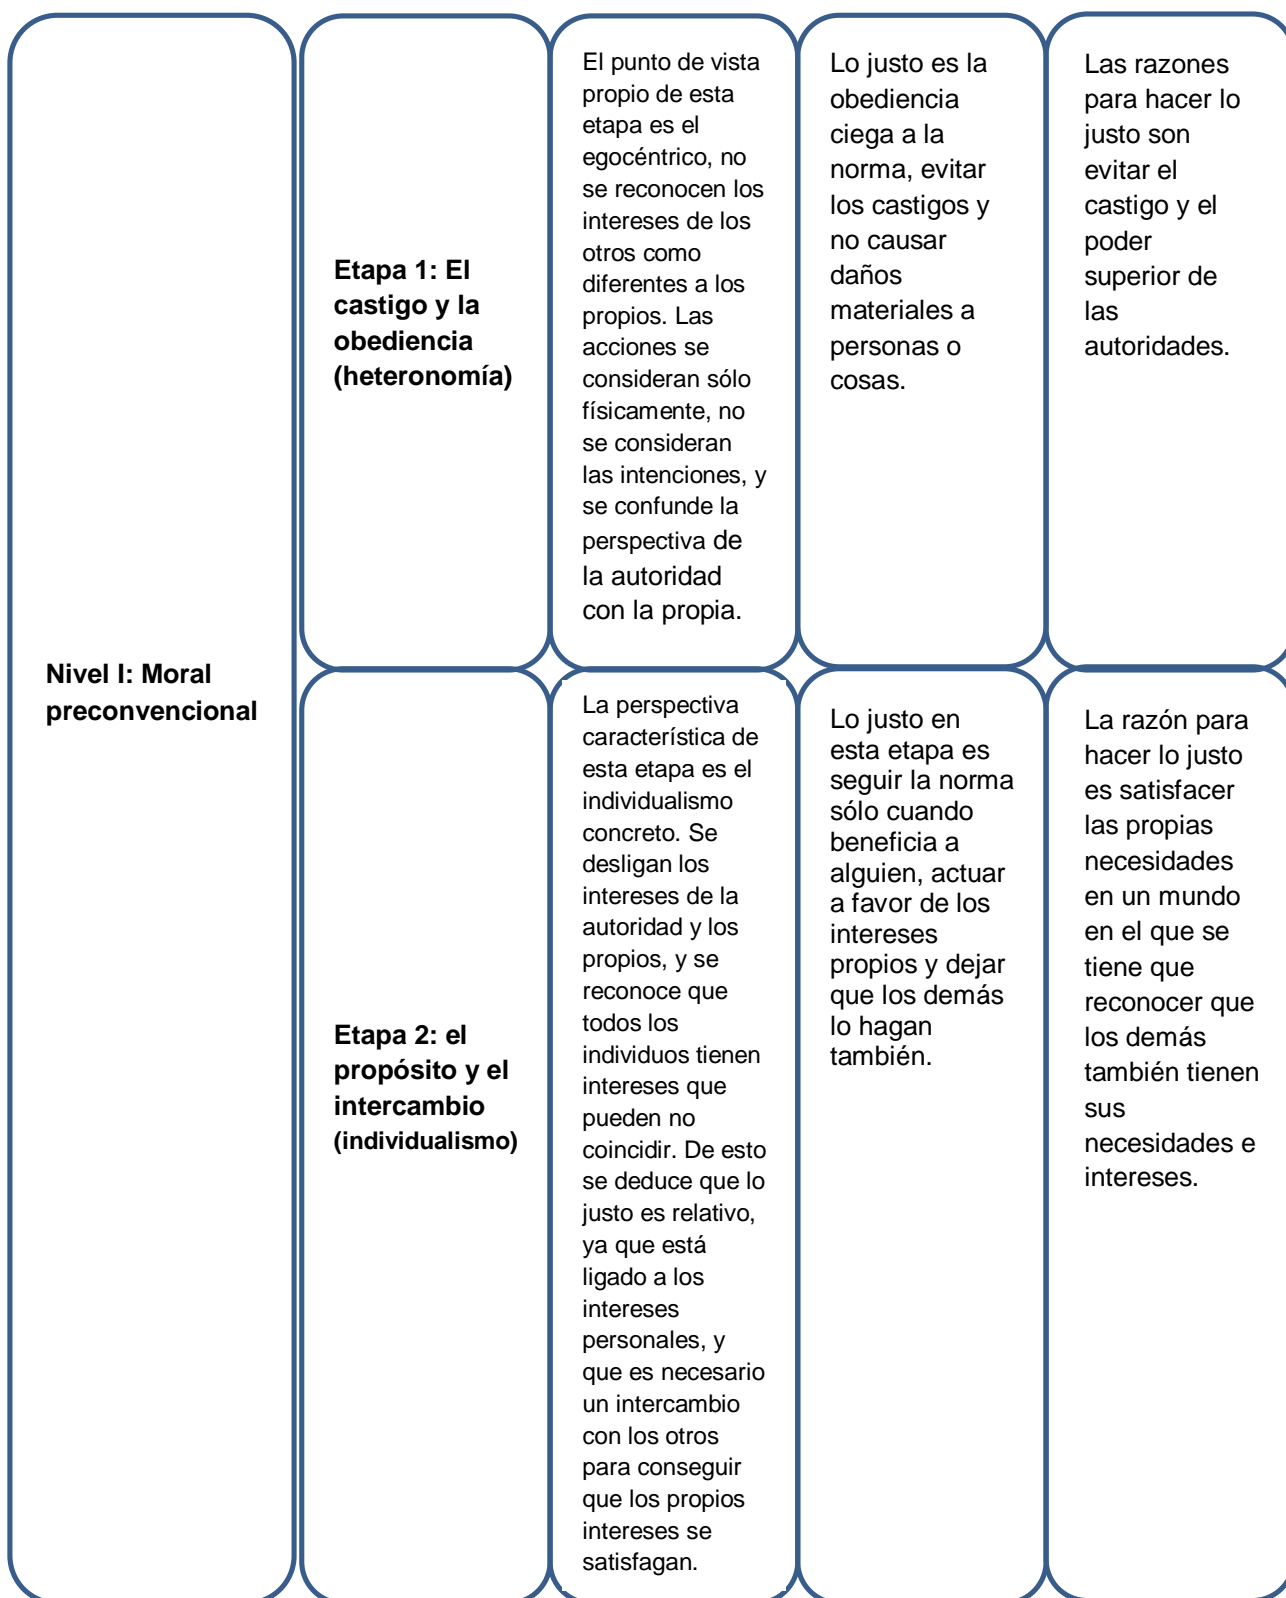 Nivel I: Moral
preconvencional
Etapa 1: El
castigo y la
obediencia
(heteronomía)
El punto de vista
propio de esta
etapa es el
egocéntrico, no
se reconocen los
intereses de los
otros como
diferentes a los
propios. Las
acciones se
consideran sólo
físicamente, no
se consideran
las intenciones, y
se confunde la
perspectiva de
la autoridad
con la propia.
Lo justo es la
obediencia
ciega a la
norma, evitar
los castigos y
no causar
daños
materiales a
personas o
cosas.
Las razones
para hacer lo
justo son
evitar el
castigo y el
poder
superior de
las
autoridades.
Etapa 2: el
propósito y el
intercambio
(individualismo)
La perspectiva
característica de
esta etapa es el
individualismo
concreto. Se
desligan los
intereses de la
autoridad y los
propios, y se
reconoce que
todos los
individuos tienen
intereses que
pueden no
coincidir. De esto
se deduce que lo
justo es relativo,
ya que está
ligado a los
intereses
personales, y
que es necesario
un intercambio
con los otros
para conseguir
que los propios
intereses se
satisfagan.
Lo justo en
esta etapa es
seguir la norma
sólo cuando
beneficia a
alguien, actuar
a favor de los
intereses
propios y dejar
que los demás
lo hagan
también.
La razón para
hacer lo justo
es satisfacer
las propias
necesidades
en un mundo
en el que se
tiene que
reconocer que
los demás
también tienen
sus
necesidades e
intereses.